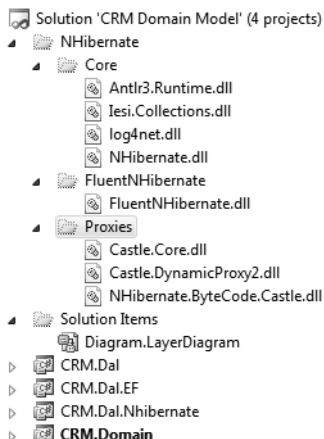 Solution 'CRM Domain Model' (4 projects)
NHibernate
Core
Antlr3.Runtime.dll
Iesi.Collections.dll
log4net.dll
NHibernate.dll
FluentNHibernate
FluentNHibernate.dll
Proxies
Castle.Core.dll
Castle.DynamicProxy2.dll
NHibernate.ByteCode.Castle.dll
Solution Items
Diagram.LayerDiagram
CRM.Dal
CRM.Dal.EF
CRM.Dal.Nhibernate
CRM.Domain